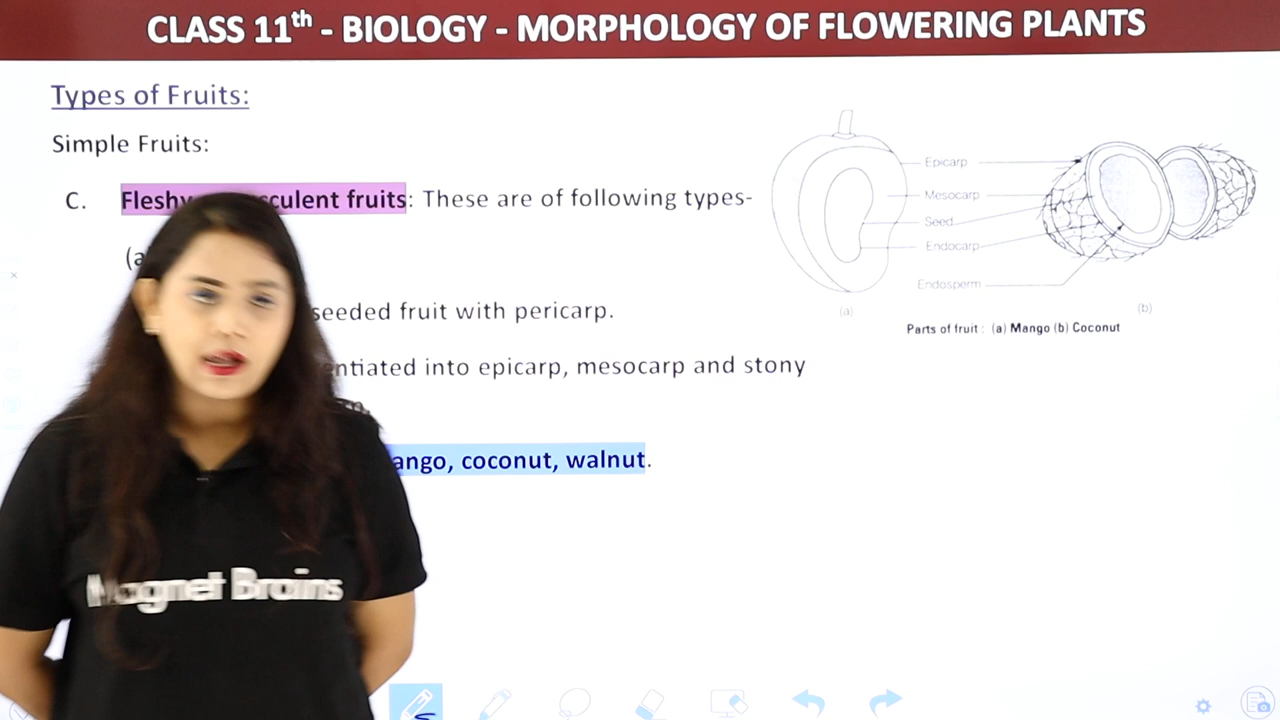 CLASS 11th - BIOLOGY - MORPHOLOGY OF FLOWERING PLANTS
Types of Fruits:
Simple Fruits:
C. Fleshy succulent fruits: These are of following types-
(a
seeded fruit with pericarp.
entiated into epicarp, mesocarp and stony
ango, coconut, walnut.
Epicarp
Mesocarp
Seed
Endocarp
Endosperm
(a)
(b)
Parts of fruit : (a) Mango (b) Coconut
Magnet Brains